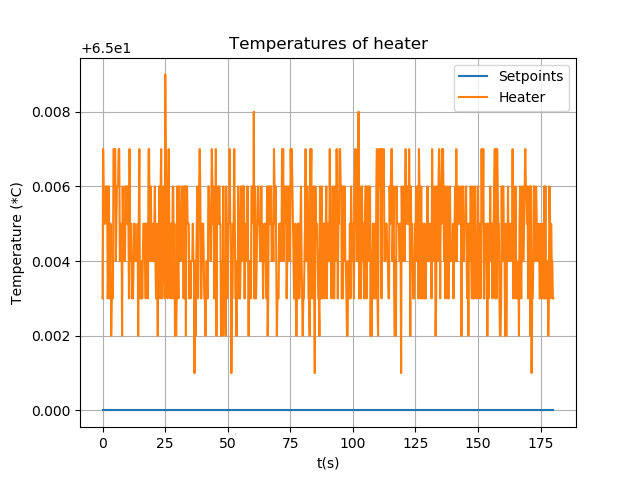 Temperatures of heater
+6.5e1
Setpoints
Heater
0.008
0.006
0.004
0.002
0.000
Temperature (*C)
0 25 50 75 100 125 150 175
t(s)